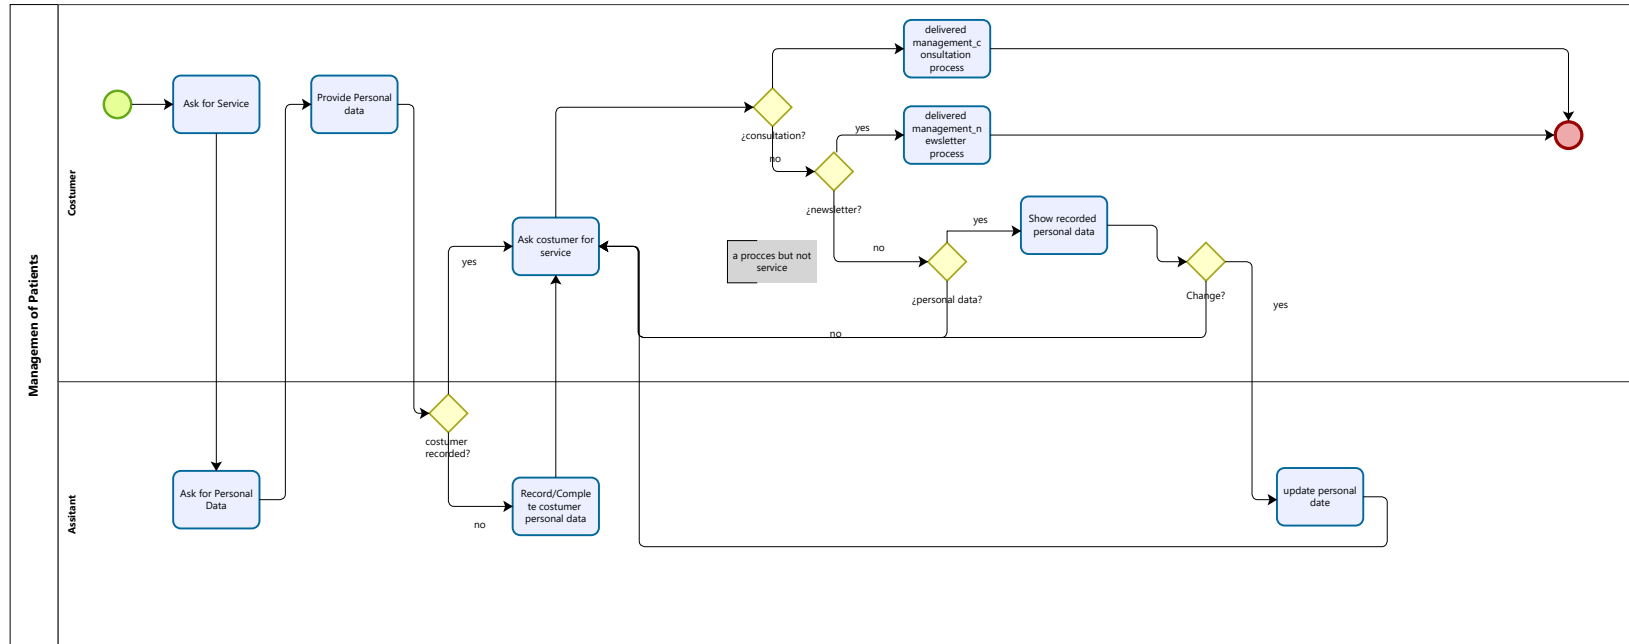 Managemen of Patients
Costumer
Assitant
Ask for Service
Provide Personal
data
Ask for Personal
Data
costumer
recorded?
yes
no
Ask costumer for
service
Record/Comple
te costumer
personal data
¿consultation?
no
delivered
management_c
onsultation
process
yes
delivered
management_n
ewsletter
process
¿newsletter?
no
a procces but not
service
¿personal data?
yes
no
Show recorded
personal data
Change?
yes
update personal
date